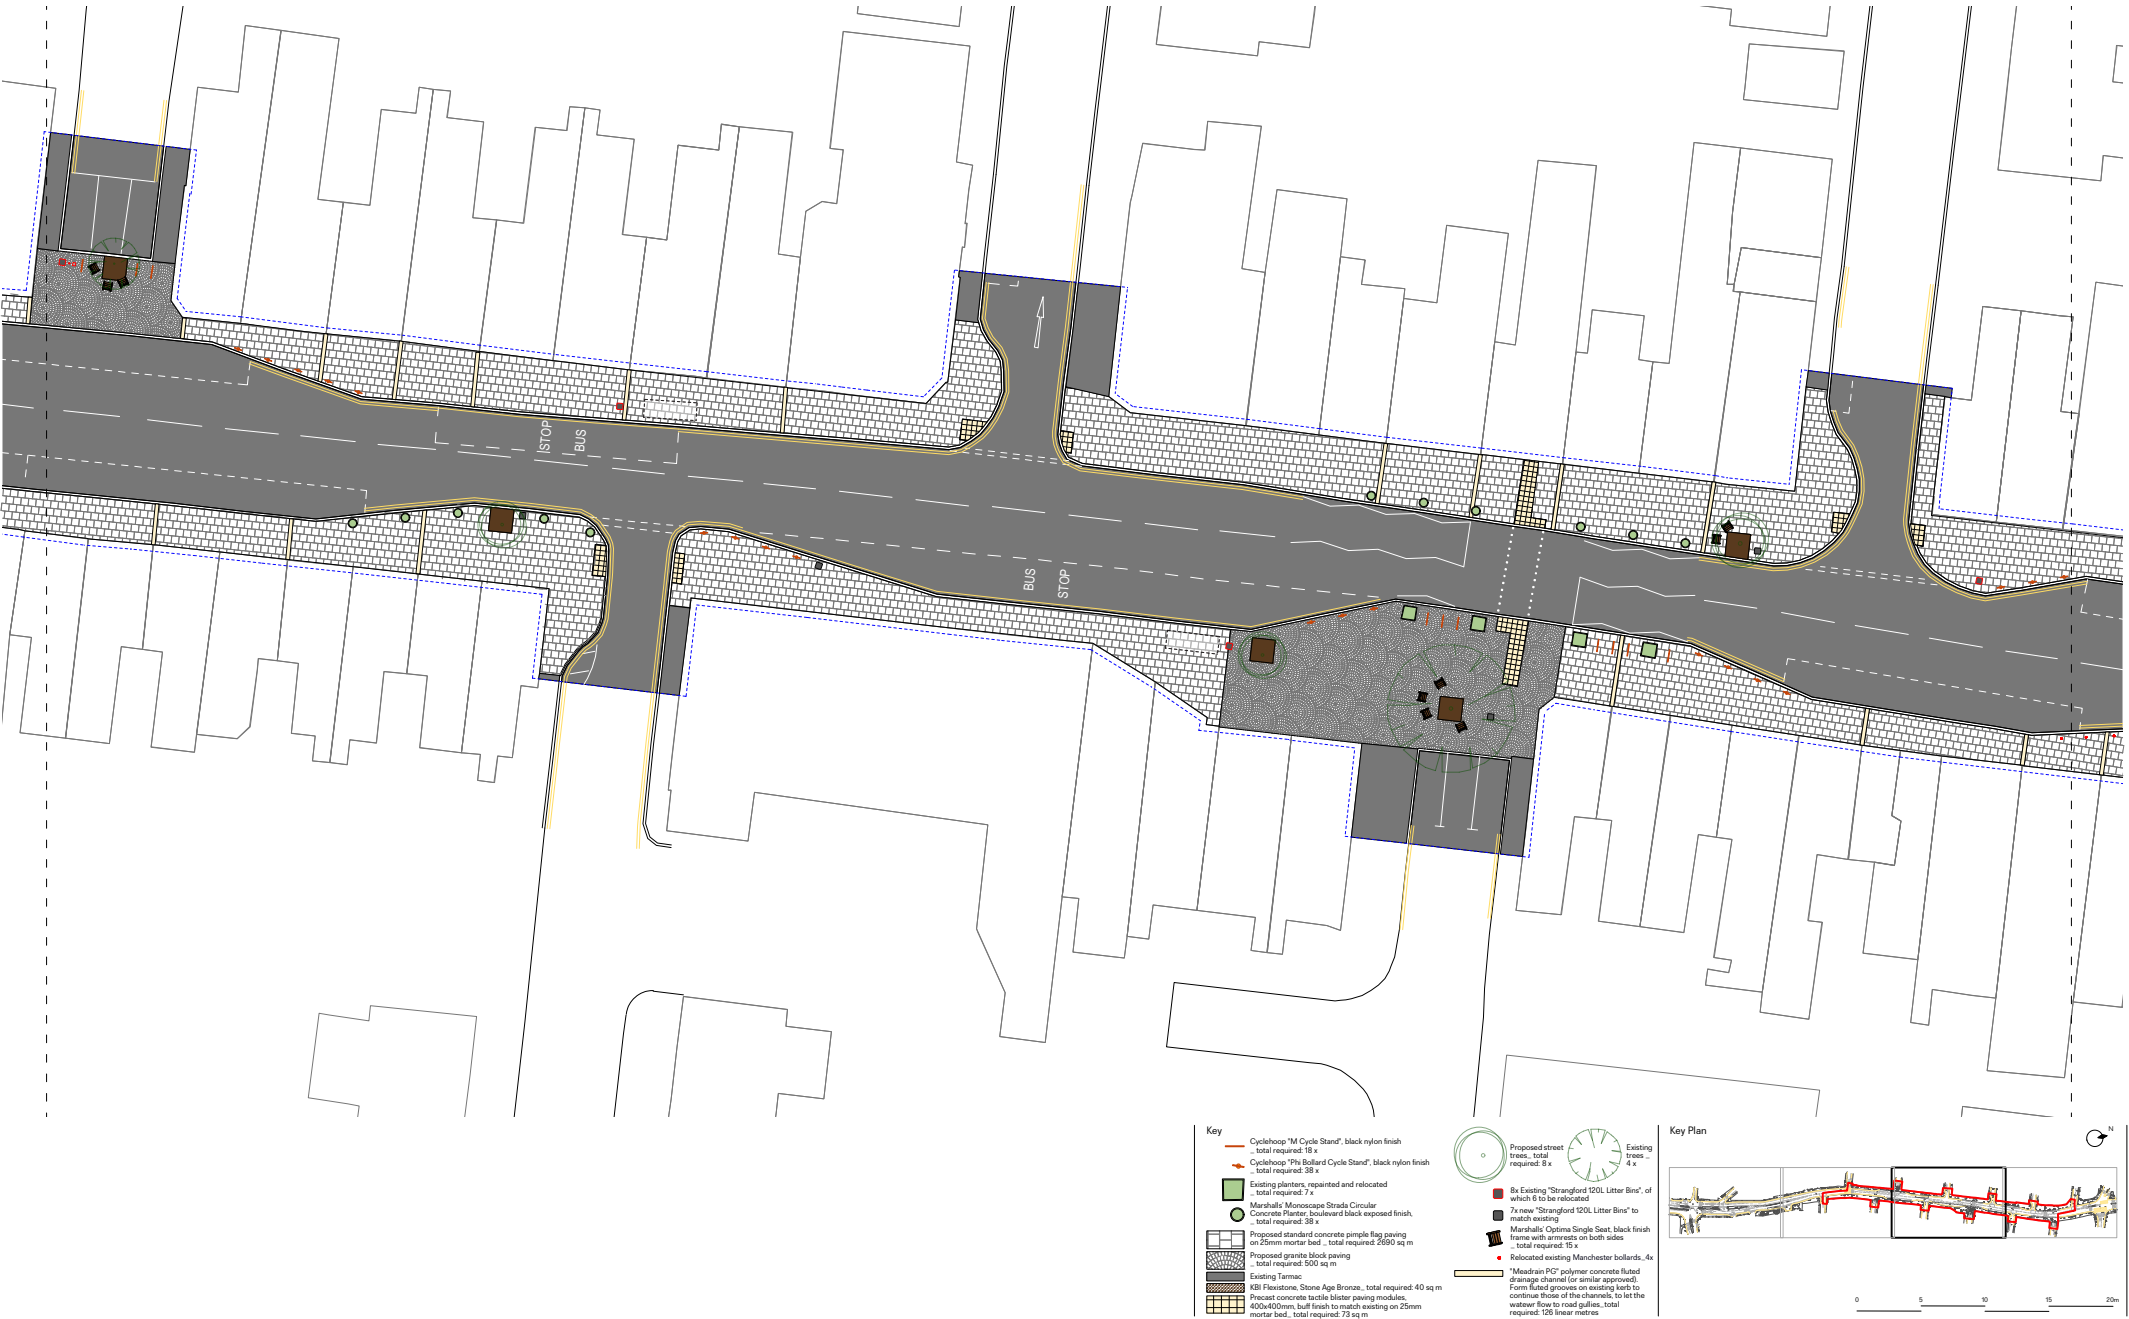 STOP
BUS
BUS
STOP
Key
Cyclehoop "M Cycle Stand", black nylon finish
_ total required: 18 x
Cyclehoop "Phi Bollard Cycle Stand", black nylon finish
_ total required: 38 x
Existing planters, repainted and relocated
_ total required: 7 x
Marshalls' Monoscape Strada Circular
Concrete Planter, boulevard black exposed finish,
_ total required: 38 x
Proposed standard concrete pimple flag paving
on 25mm mortar bed _ total required: 2690 sq m
Proposed granite block paving
_ total required: 500 sq m
Existing Tarmac
KBI Flexistone, Stone Age Bronze_ total required: 40 sq m
Precast concrete tactile blister paving modules,
400x400mm, buff finish to match existing on 25mm
mortar bed_ total required: 73 sq m
Proposed street
trees_ total
required: 8 x
Existing
trees _
4 x
8x Existing "Strangford 120L Litter Bins", of
which 6 to be relocated
7x new "Strangford 120L Litter Bins" to
match existing
Marshalls' Optima Single Seat, black finish
frame with armrests on both sides
_ total required: 15 x
Relocated existing Manchester bollards_4x
"Meadrain PG" polymer concrete fluted
drainage channel (or similar approved).
Form fluted grooves on existing kerb to
continue those of the channels, to let the
watewr flow to road gullies_total
required: 126 linear metres
Key Plan
N
0 5 10 15 20m